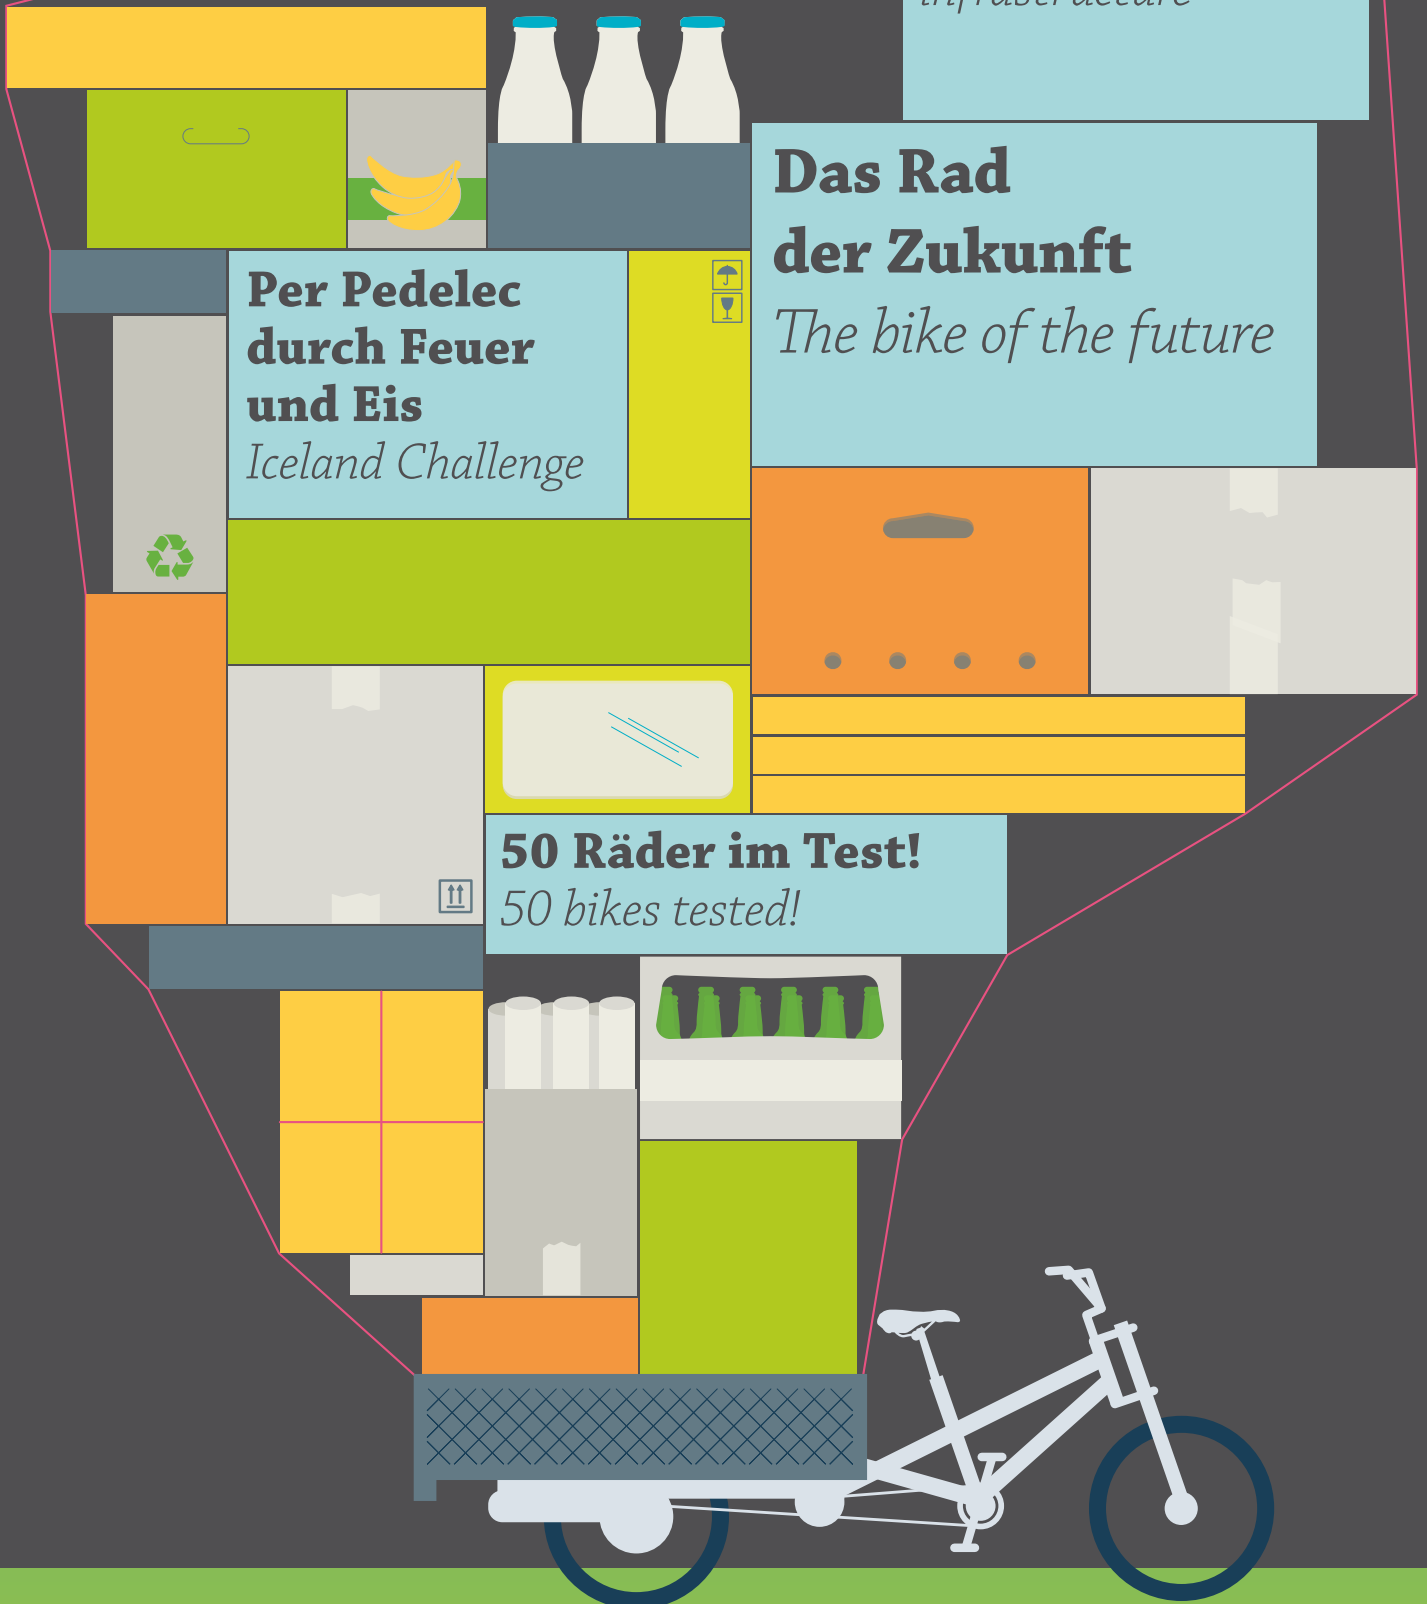 infrastructure
Das Rad
der Zukunft
The bike of the future
Per Pedelec
durch Feuer
und Eis
Iceland Challenge
50 Räder im Test!
50 bikes tested!